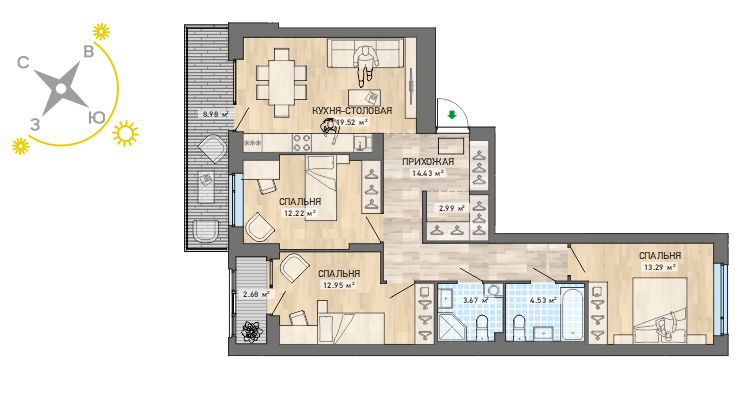 С
В
З
Ю
8.98 м²
КУХНЯ-СТОЛОВАЯ
19.52 м²
ПРИХОЖАЯ
14.43 м²
СПАЛЬНЯ
12.22 м²
2.99 м²
СПАЛЬНЯ
12.95 м²
2.68 м²
3.67 м²
4.53 м²
СПАЛЬНЯ
13.29 м²